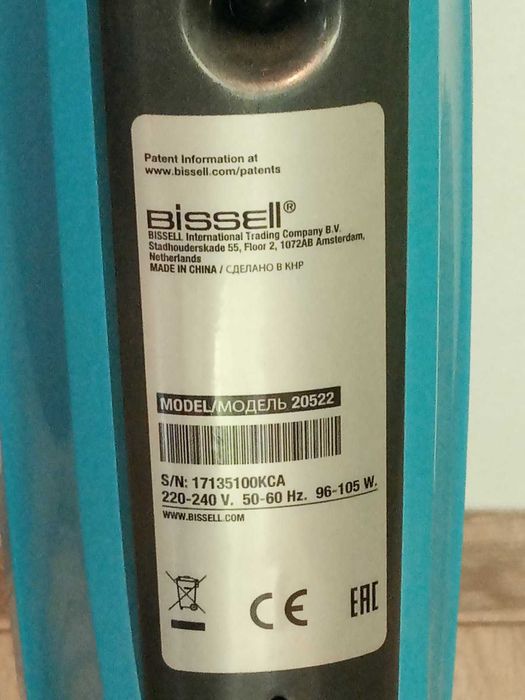 Patent Information at
www.bissell.com/patents
BISSELL®
BISSELL International Trading Company B.V.
Stadhouderskade 55, Floor 2, 1072AB Amsterdam,
Netherlands
MADE IN CHINA / СДЕЛАНО В КНР
MODEL/МОДЕЛЬ 20522
S/N: 17135100KCA
220-240 V. 50-60 Hz. 96-105 W.
WWW.BISSELL.COM
CE EAC